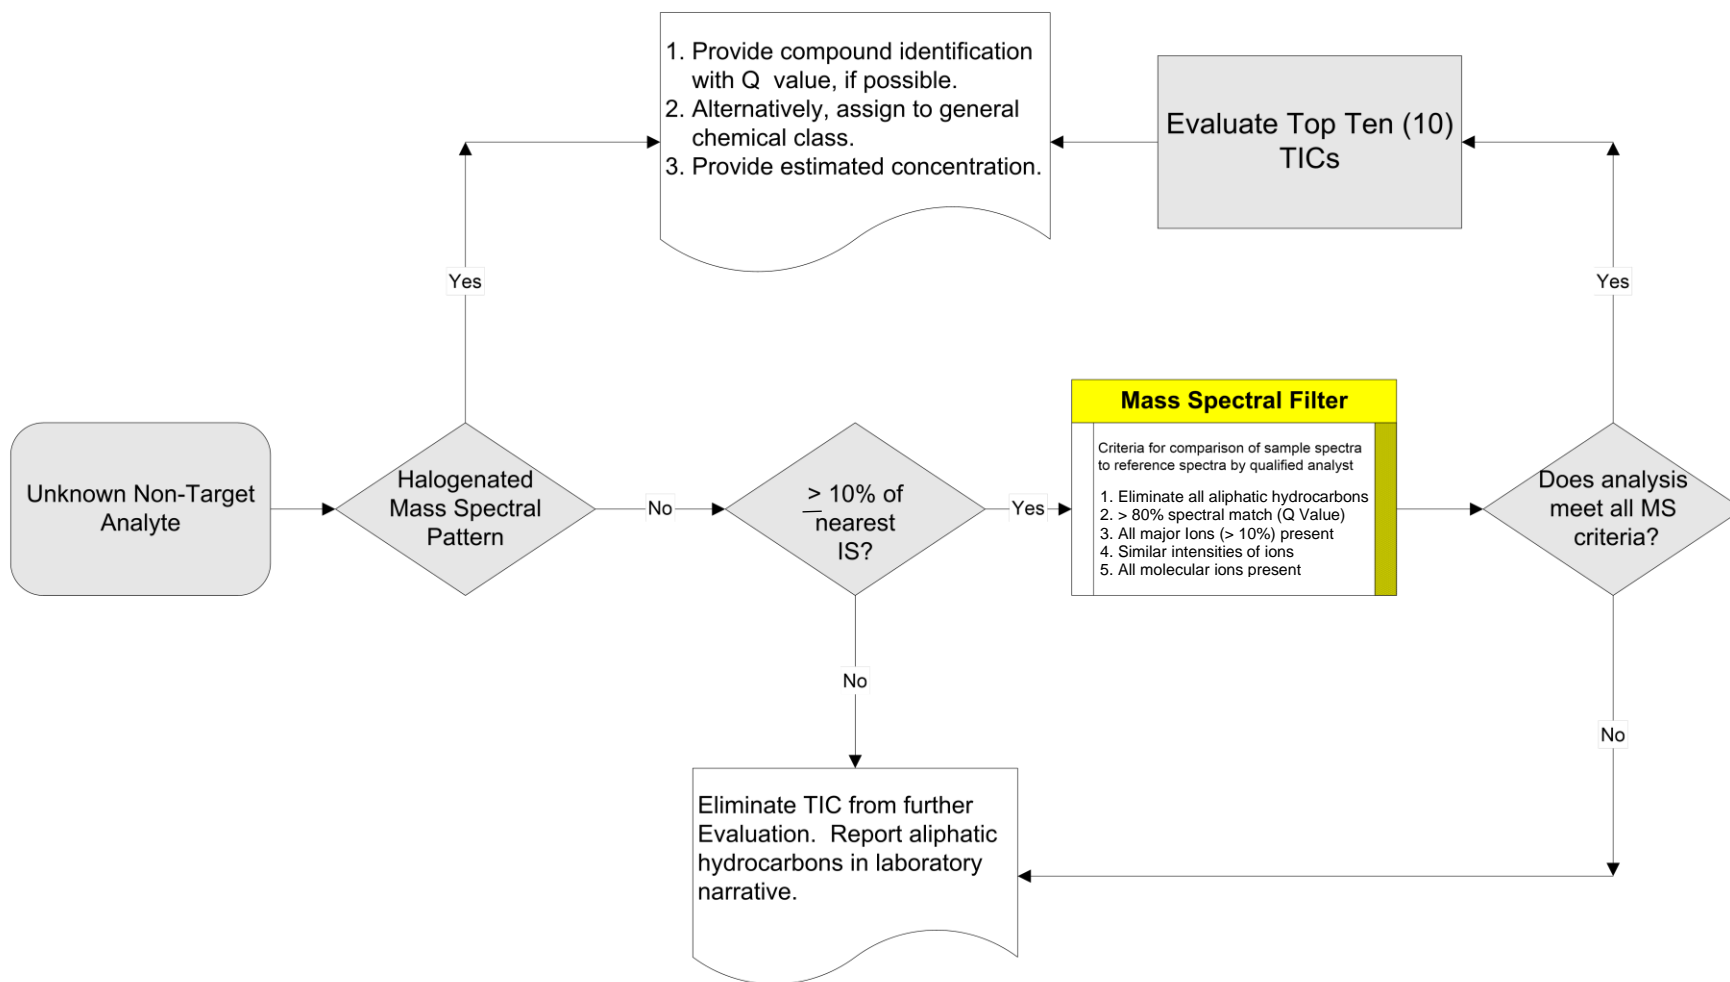 1. Provide compound identification
with Q  value, if possible.
2. Alternatively, assign to general
chemical class.
3. Provide estimated concentration.
Evaluate Top Ten (10)
TICs
Yes
Yes
Unknown Non-Target
Analyte
Halogenated
Mass Spectral
Pattern
No
≥ 10% of
nearest
IS?
Yes
Mass Spectral Filter
Criteria for comparison of sample spectra
to reference spectra by qualified analyst
1. Eliminate all aliphatic hydrocarbons
2. > 80% spectral match (Q Value)
3. All major Ions (> 10%) present
4. Similar intensities of ions
5. All molecular ions present
Does analysis
meet all MS
criteria?
No
No
Eliminate TIC from further
Evaluation.  Report aliphatic
hydrocarbons in laboratory
narrative.